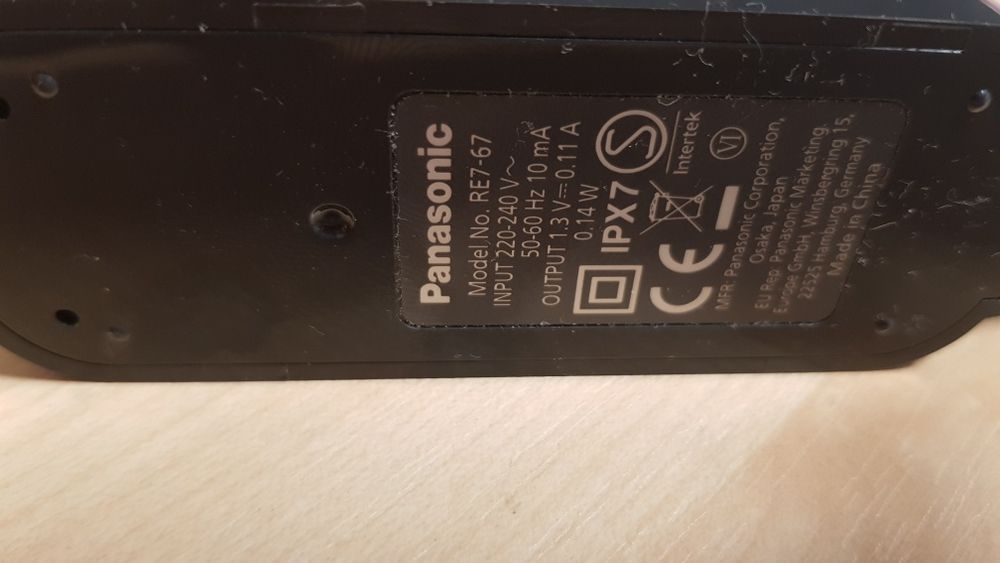 Panasonic
Model No. RE7-67
INPUT 220-240 V~
50-60 Hz 10 mA
OUTPUT 1.3 V⎓0.11 A
0.14 W
IPX7
S
Intertek
CE
VI
MFR: Panasonic Corporation,
Osaka, Japan
EU Rep: Panasonic Marketing
Europe GmbH Winsbergring 15,
22525 Hamburg, Germany
Made in China